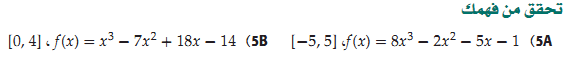 تحقق من فهمك
5A) f(x) = 8x³ − 2x² − 5x − 1 ، [−5, 5] 5B) f(x) = x³ − 7x² + 18x − 14 ، [0, 4]